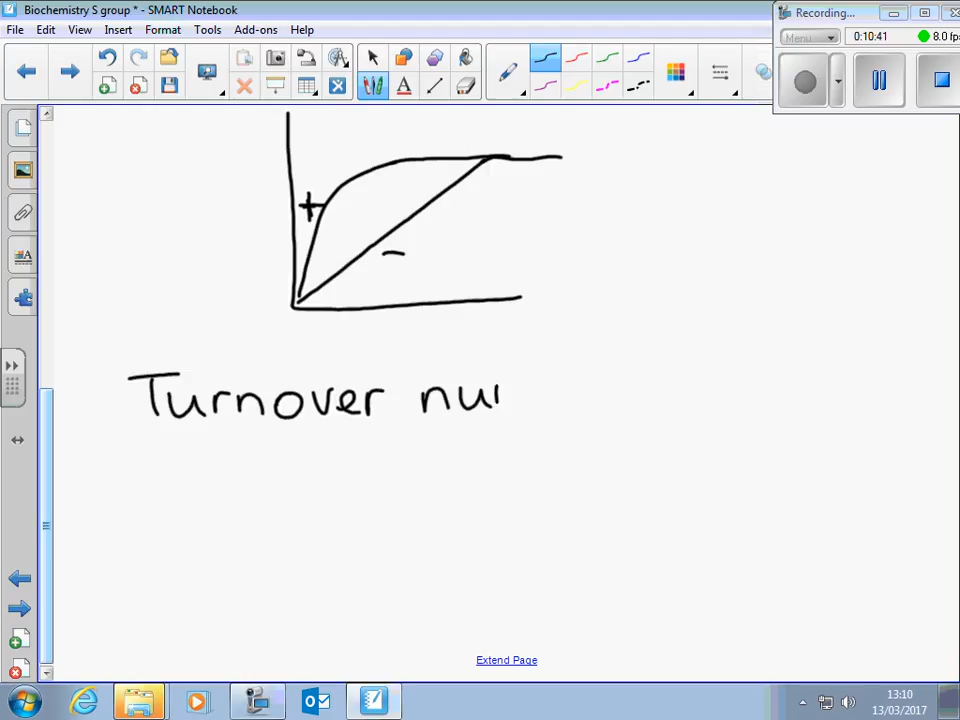 Biochemistry S group * - SMART Notebook
Recording...
File Edit View Insert Format Tools Add-ons Help
Menu
0:10:41
8.0 fp
+
−
Turnover nu
Extend Page
13:10
13/03/2017